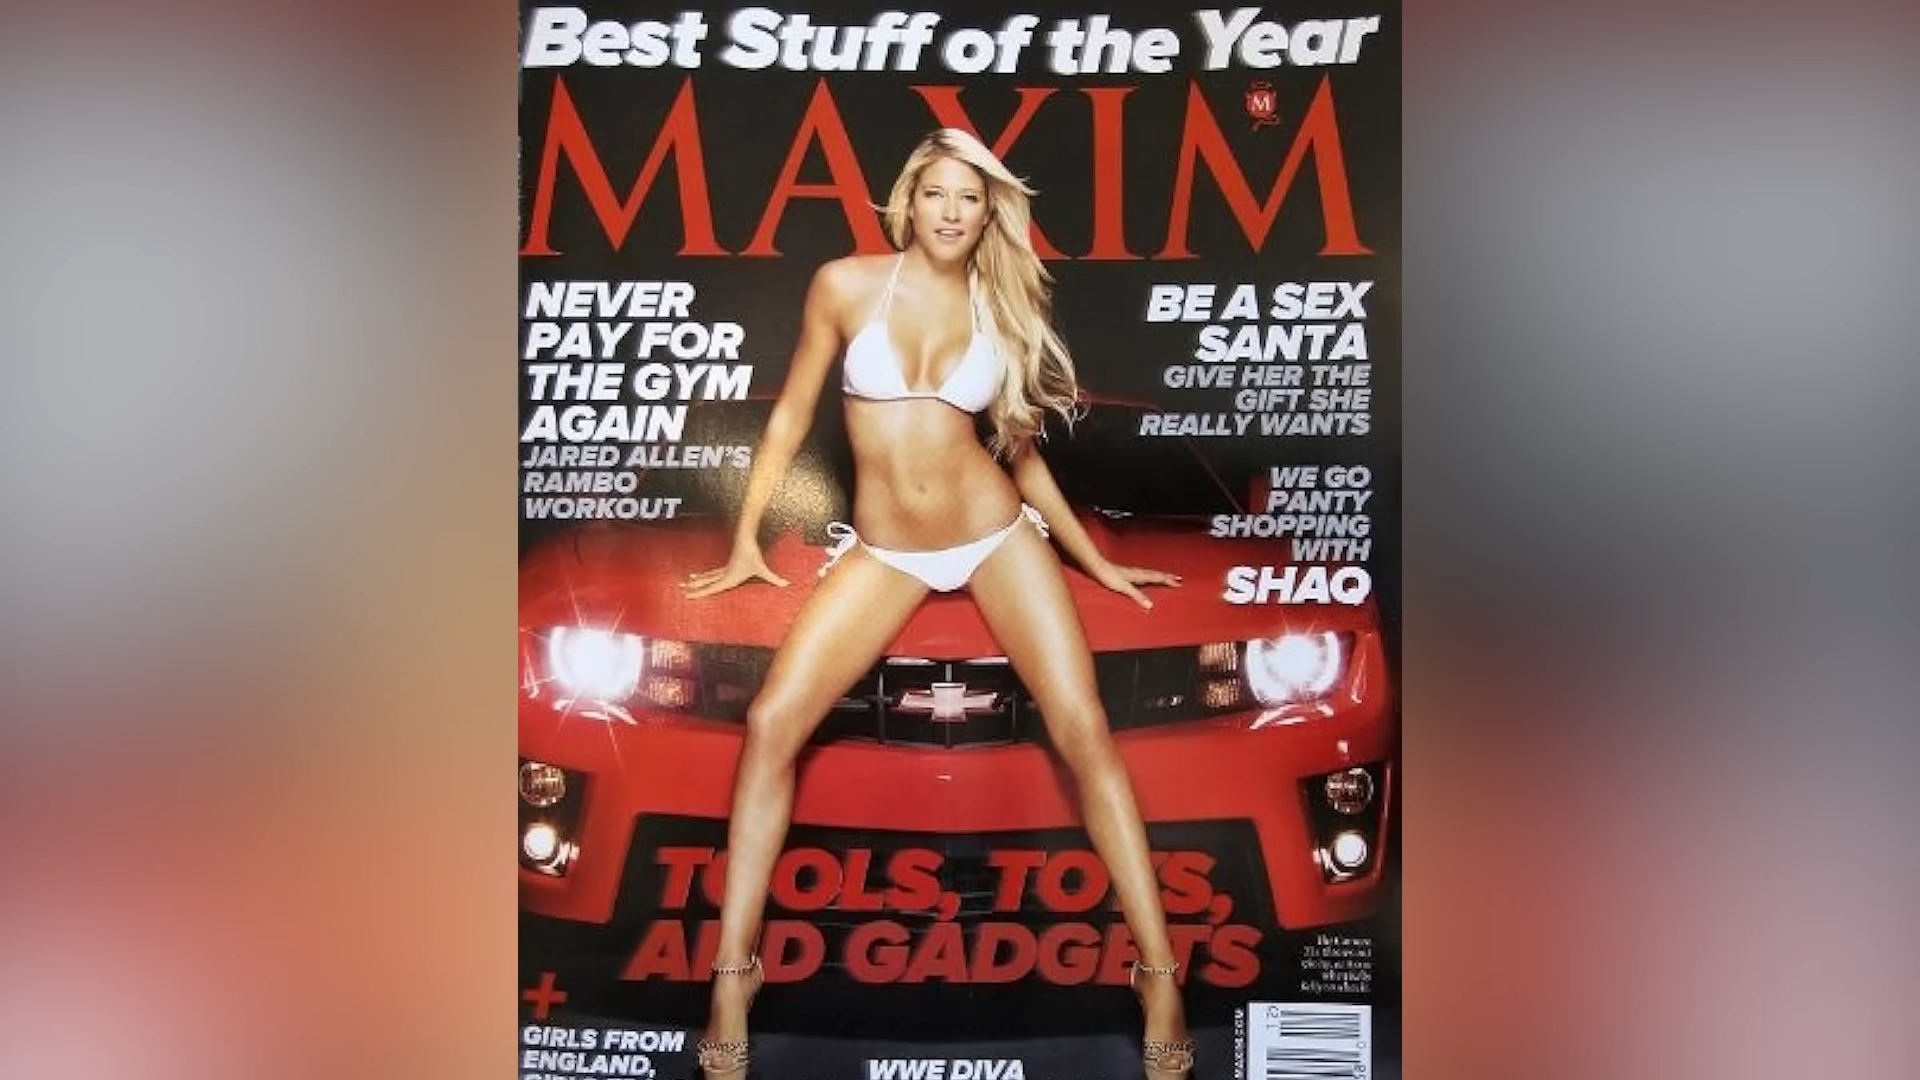 Best Stuff of the Year
MAXIM
M
NEVER
PAY FOR
THE GYM
AGAIN
JARED ALLEN'S
RAMBO
WORKOUT
BE A SEX
SANTA
GIVE HER THE
GIFT SHE
REALLY WANTS
WE GO
PANTY
SHOPPING
WITH
SHAQ
TOOLS, TOYS,
AND GADGETS
+
GIRLS FROM
ENGLAND,
WWE DIVA
MAXIM.COM